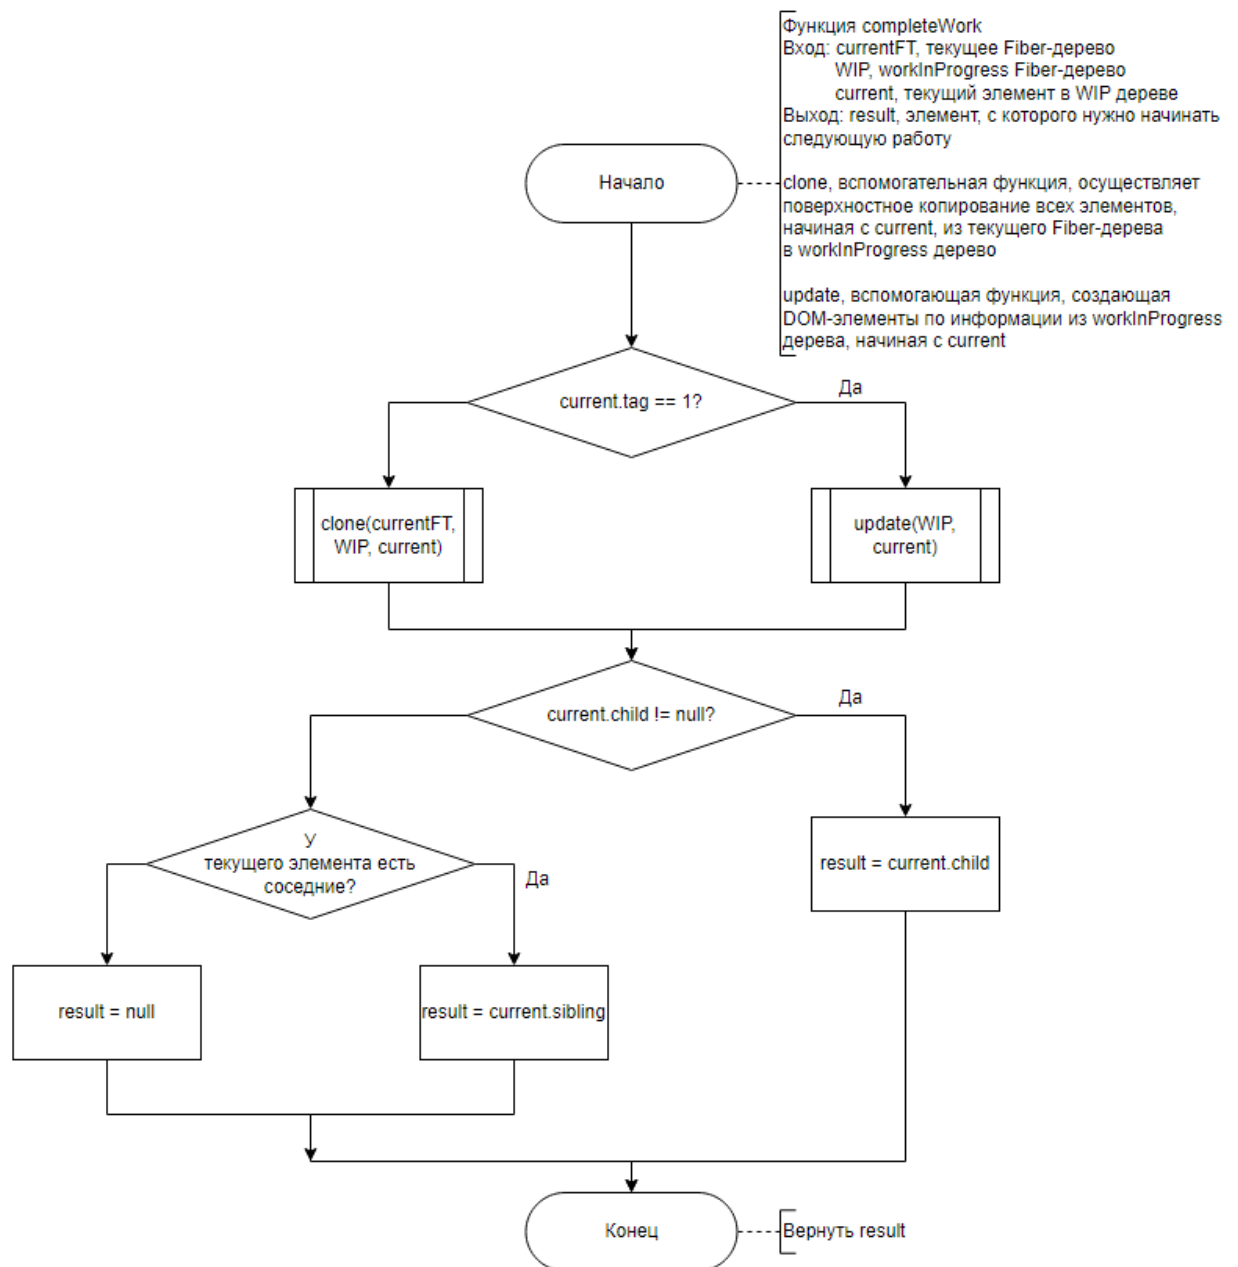 Функция completeWork
Вход: currentFT, текущее Fiber-дерево
WIP, workInProgress Fiber-дерево
current, текущий элемент в WIP дереве
Выход: result, элемент, с которого нужно начинать
следующую работу
clone, вспомогательная функция, осуществляет
поверхностное копирование всех элементов,
начиная с current, из текущего Fiber-дерева
в workInProgress дерево
update, вспомогающая функция, создающая
DOM-элементы по информации из workInProgress
дерева, начиная с current
Начало
current.tag == 1?
Да
clone(currentFT,
WIP, current)
update(WIP,
current)
current.child != null?
Да
У
текущего элемента есть
соседние?
Да
result = current.child
result = null
result = current.sibling
Конец
Вернуть result